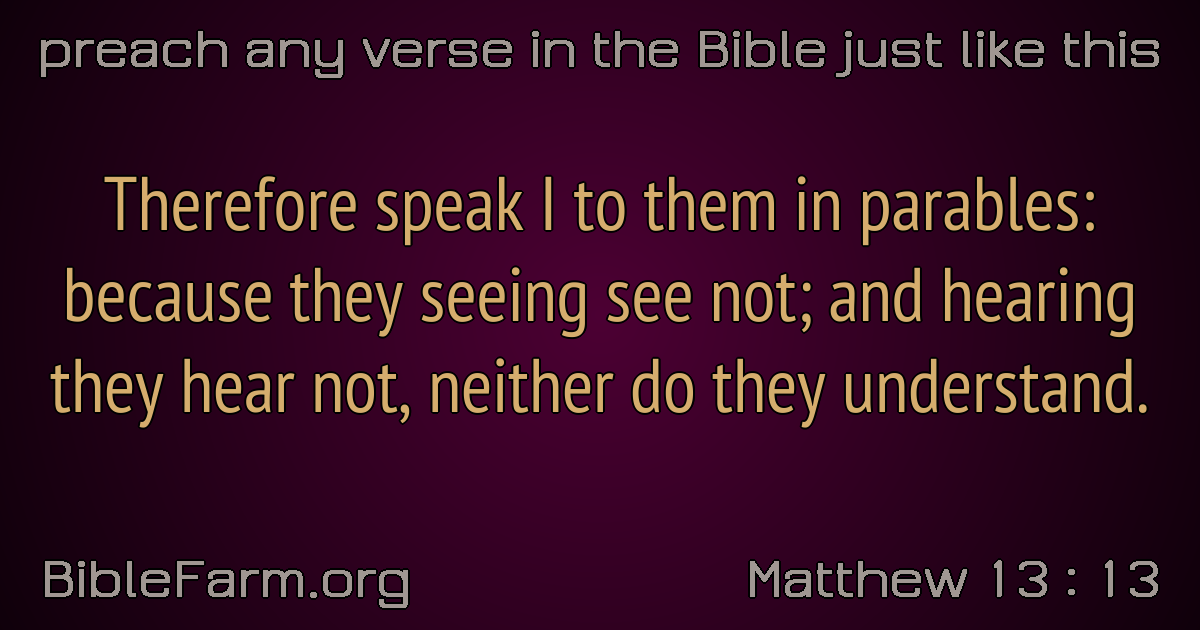 preach any verse in the Bible just like this
Therefore speak I to them in parables:
because they seeing see not; and hearing
they hear not, neither do they understand.
BibleFarm.org
Matthew 13 : 13